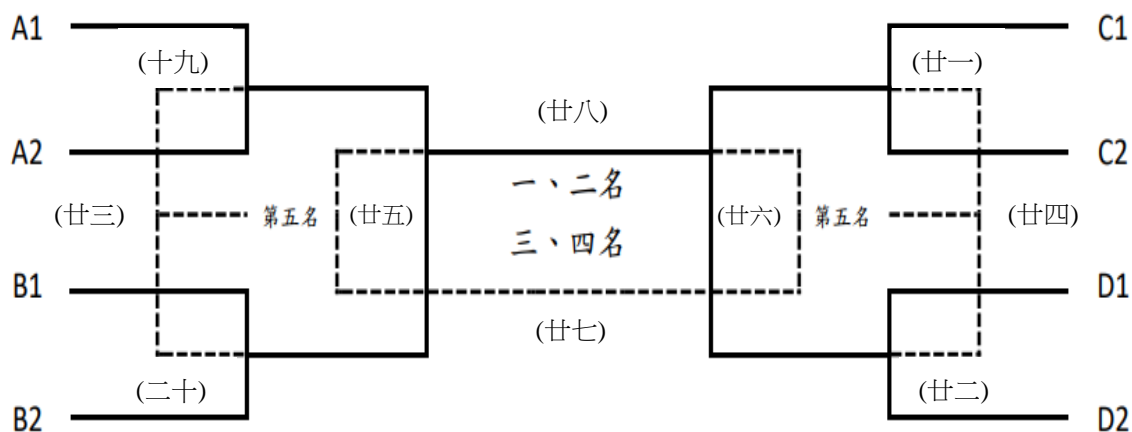 A1
C1
(十九)
(廿一)
(廿八)
A2
C2
一、二名
(廿三)
第五名
(廿五)
(廿六)
第五名
(廿四)
三、四名
B1
D1
(廿七)
(二十)
(廿二)
B2
D2